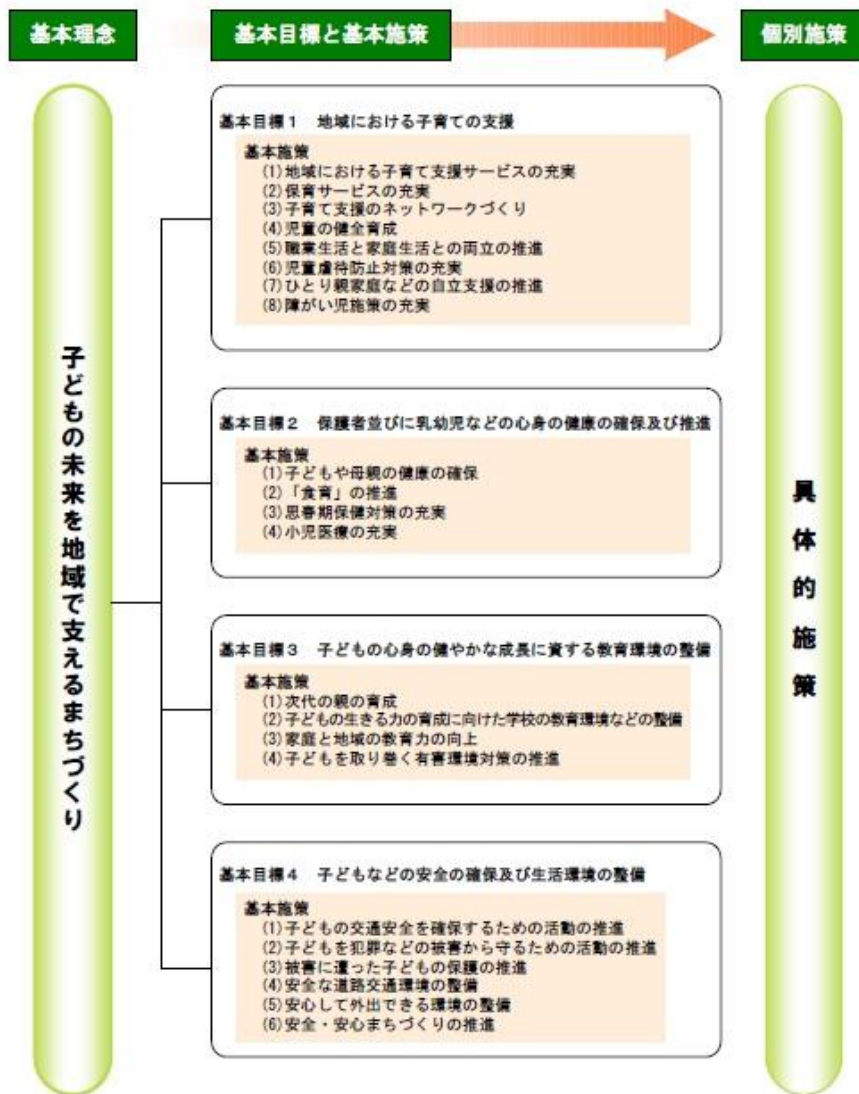 基本理念
基本目標と基本施策
個別施策
子どもの未来を地域で支えるまちづくり
基本目標1 地域における子育ての支援
基本施策
(1)地域における子育て支援サービスの充実
(2)保育サービスの充実
(3)子育て支援のネットワークづくり
(4)児童の健全育成
(5)職業生活と家庭生活との両立の推進
(6)児童虐待防止対策の充実
(7)ひとり親家庭などの自立支援の推進
(8)障がい児施策の充実
基本目標2 保護者並びに乳幼児などの心身の健康の確保及び推進
基本施策
(1)子どもや母親の健康の確保
(2)「食育」の推進
(3)思春期保健対策の充実
(4)小児医療の充実
基本目標3 子どもの心身の健やかな成長に資する教育環境の整備
基本施策
(1)次代の親の育成
(2)子どもの生きる力の育成に向けた学校の教育環境などの整備
(3)家庭と地域の教育力の向上
(4)子どもを取り巻く有害環境対策の推進
基本目標4 子どもなどの安全の確保及び生活環境の整備
基本施策
(1)子どもの交通安全を確保するための活動の推進
(2)子どもを犯罪などの被害から守るための活動の推進
(3)被害に遭った子どもの保護の推進
(4)安全な道路交通環境の整備
(5)安心して外出できる環境の整備
(6)安全・安心まちづくりの推進
具体的施策